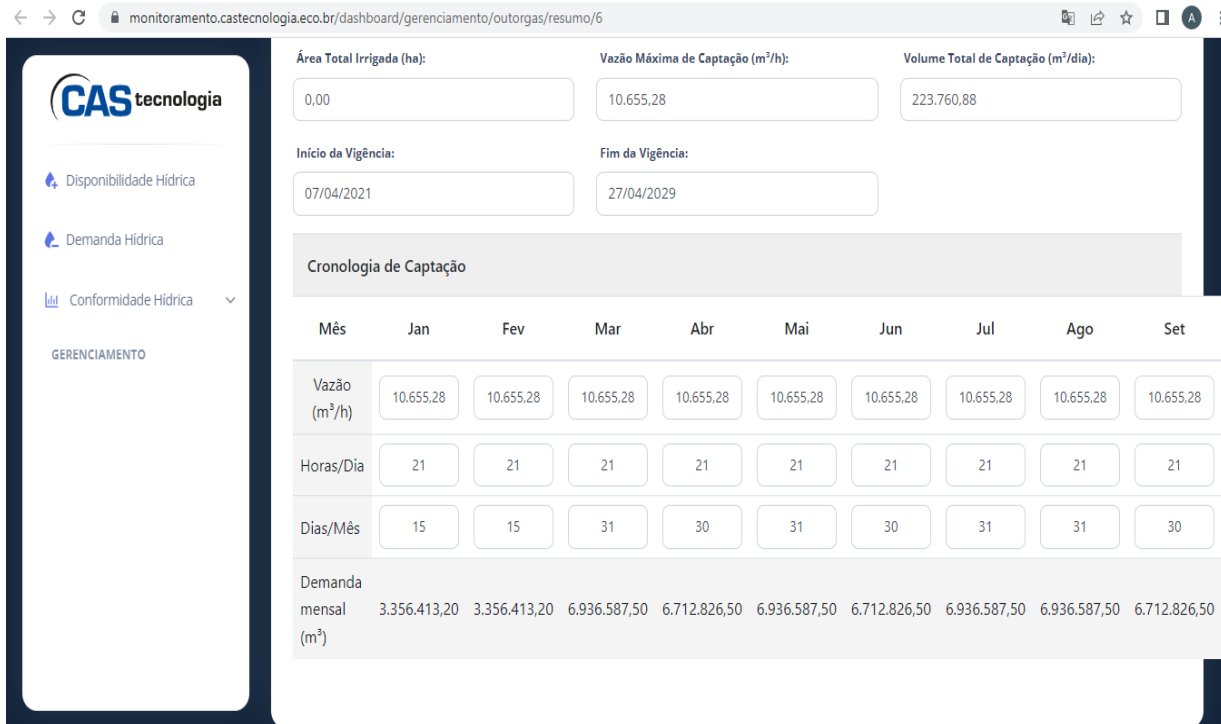 monitoramento.castecnologia.eco.br/dashboard/gerenciamento/outorgas/resumo/6
A
CAS tecnologia
Disponibilidade Hídrica
Demanda Hídrica
Conformidade Hídrica
GERENCIAMENTO
Área Total Irrigada (ha): Vazão Máxima de Captação (m³/h): Volume Total de Captação (m³/dia):
0,00 10.655,28 223.760,88
Início da Vigência: Fim da Vigência:
07/04/2021 27/04/2029
Cronologia de Captação
Mês Jan Fev Mar Abr Mai Jun Jul Ago Set
Vazão (m³/h) 10.655,28 10.655,28 10.655,28 10.655,28 10.655,28 10.655,28 10.655,28 10.655,28 10.655,28
Horas/Dia 21 21 21 21 21 21 21 21 21
Dias/Mês 15 15 31 30 31 30 31 31 30
Demanda mensal (m³) 3.356.413,20 3.356.413,20 6.936.587,50 6.712.826,50 6.936.587,50 6.712.826,50 6.936.587,50 6.936.587,50 6.712.826,50